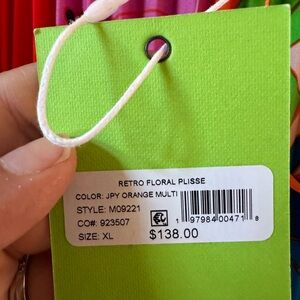 RETRO FLORAL PLISSE
COLOR: JPY ORANGE MULTI
STYLE: M09221
CO#: 923507
SIZE: XL
$138.00
1 97984 00471 8